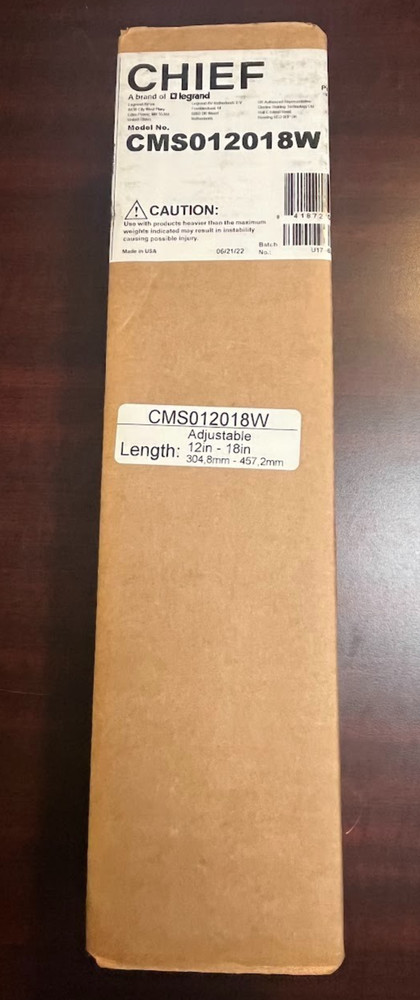 CHIEF
A brand of legrand
Model No.
CMS012018W
CAUTION:
Use with products heavier than the maximum
weights indicated may result in instability
causing possible injury.
Made in USA
06/21/22
Batch
No.:
U17
CMS012018W
Adjustable
Length: 12in - 18in
304,8mm - 457,2mm